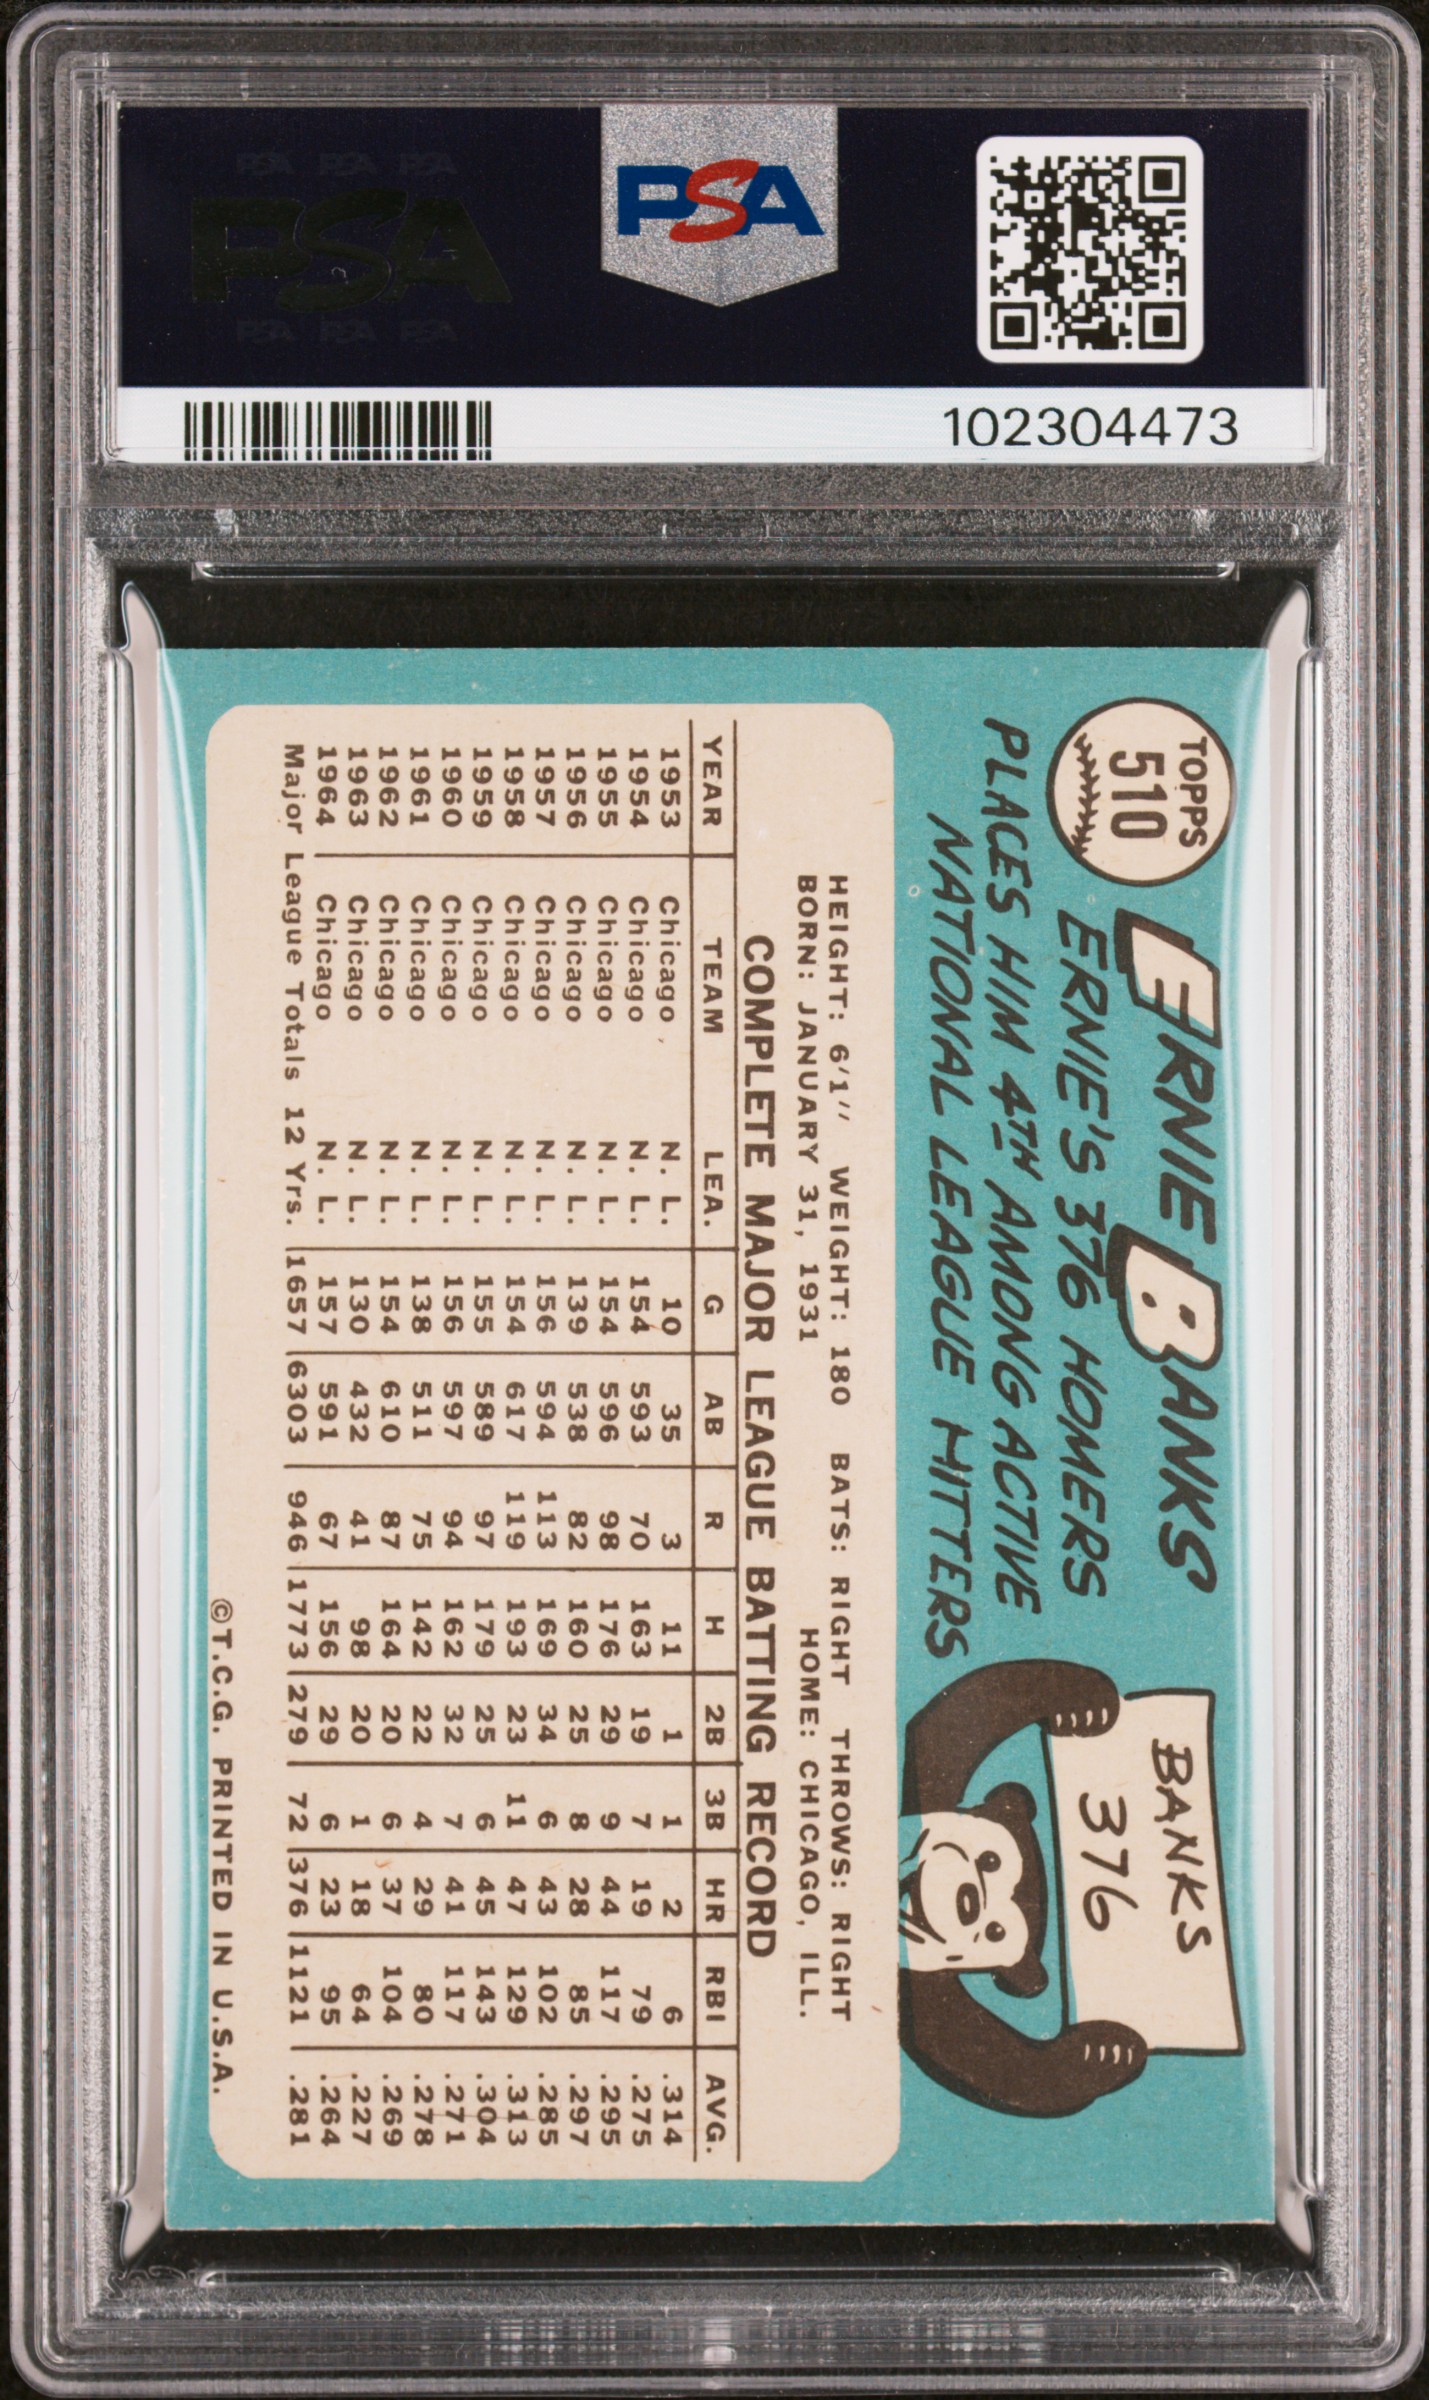 PSA PSA PSA
PSA
PSA PSA PSA
PSA
102304473
TOPPS
510
ERNIE BANKS
ERNIE'S 376 HOMERS
PLACES HIM 4TH AMONG ACTIVE
NATIONAL LEAGUE HITTERS
BANKS
376
HEIGHT: 6'1" WEIGHT: 180 BATS: RIGHT THROWS: RIGHT
BORN: JANUARY 31, 1931 HOME: CHICAGO, ILL.
COMPLETE MAJOR LEAGUE BATTING RECORD
YEAR TEAM LEA. G AB R H 2B 3B HR RBI AVG.
1953 Chicago N. L. 10 35 3 11 1 1 2 6 .314
1954 Chicago N. L. 154 593 70 163 19 7 19 79 .275
1955 Chicago N. L. 154 596 98 176 29 9 44 117 .295
1956 Chicago N. L. 139 538 82 160 25 8 28 85 .297
1957 Chicago N. L. 156 594 113 169 34 6 43 102 .285
1958 Chicago N. L. 154 617 119 193 23 11 47 129 .313
1959 Chicago N. L. 155 589 97 179 25 6 45 143 .304
1960 Chicago N. L. 156 597 94 162 32 7 41 117 .271
1961 Chicago N. L. 138 511 75 142 22 4 29 80 .278
1962 Chicago N. L. 154 610 87 164 20 6 37 104 .269
1963 Chicago N. L. 130 432 41 98 20 1 18 64 .227
1964 Chicago N. L. 157 591 67 156 29 6 23 95 .264
Major League Totals 12 Yrs. 1657 6303 946 1773 279 72 376 1121 .281
©T.C.G. PRINTED IN U.S.A.